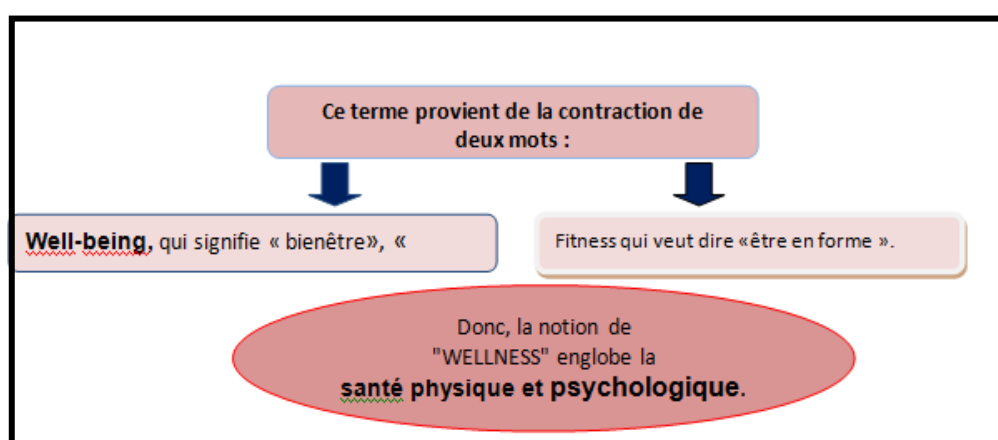 Ce terme provient de la contraction de
deux mots :
Well-being, qui signifie « bienêtre», «
Fitness qui veut dire «être en forme ».
Donc, la notion de
"WELLNESS" englobe la
santé physique et psychologique.